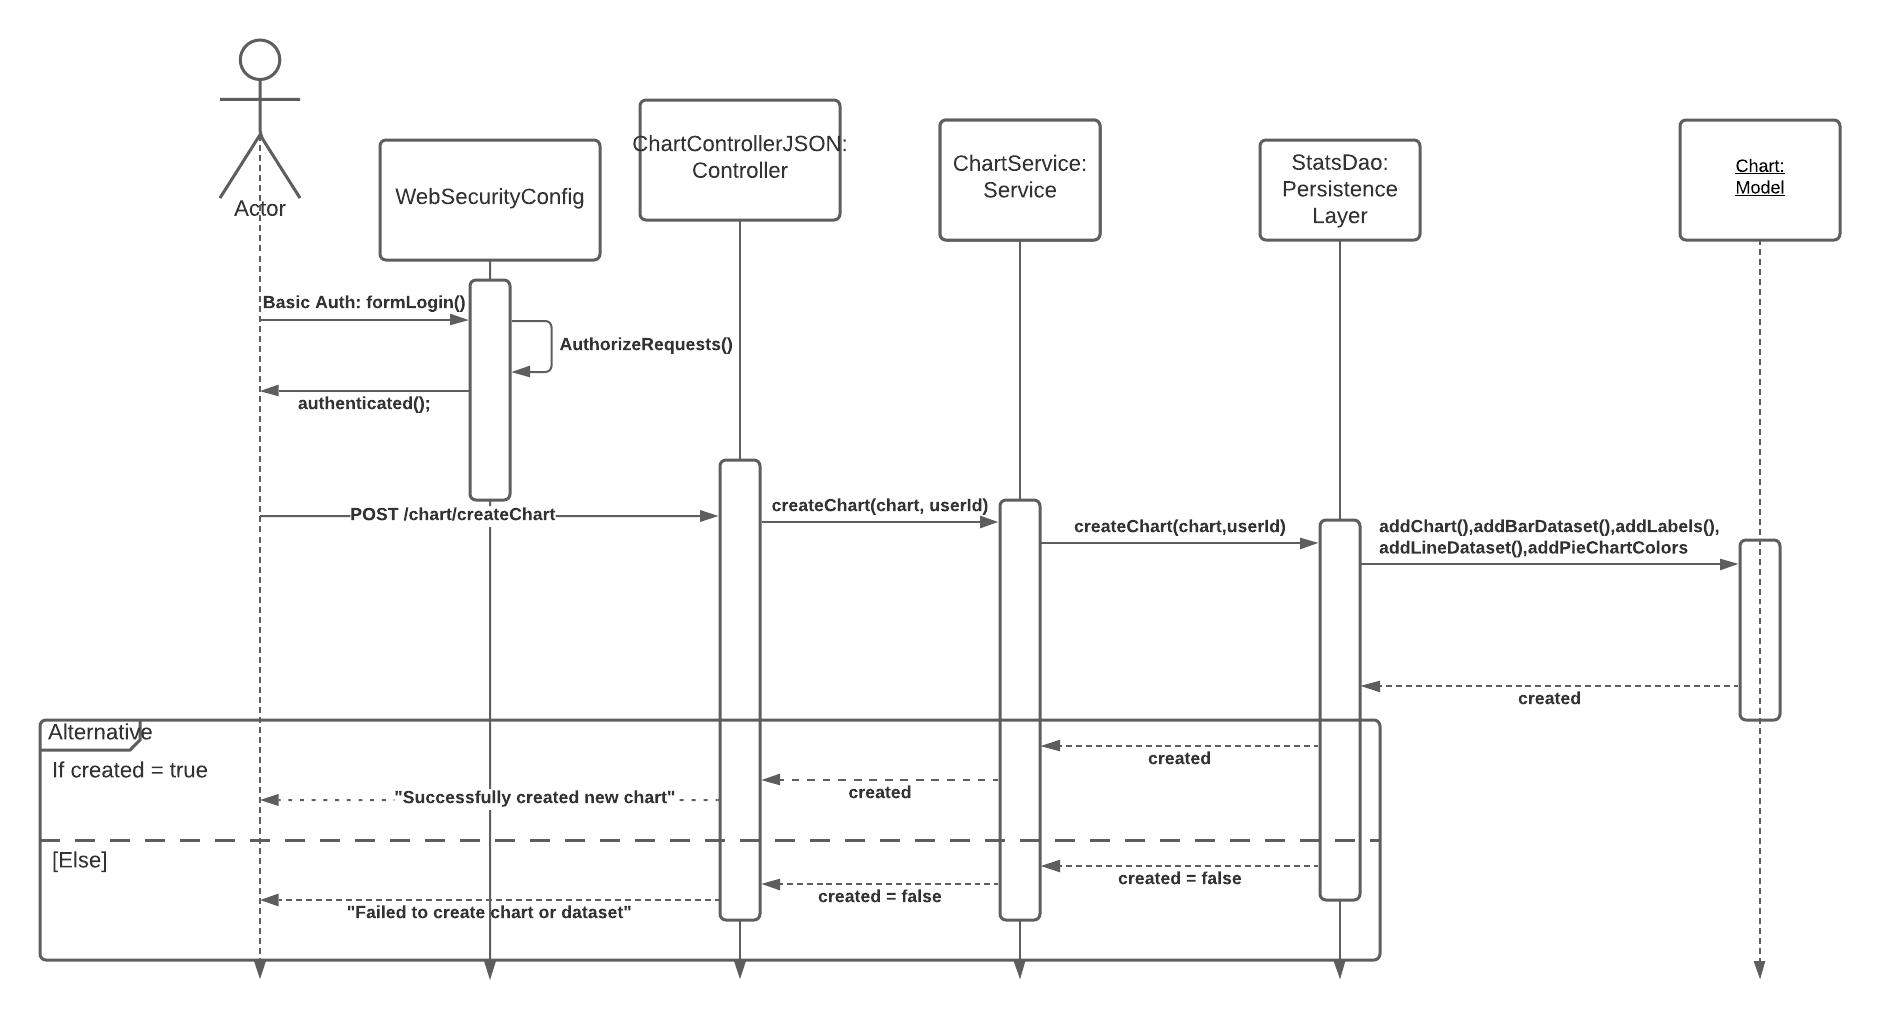 Actor
WebSecurityConfig
ChartControllerJSON:
Controller
ChartService:
Service
StatsDao:
Persistence
Layer
Chart:
Model
Basic Auth: formLogin()
AuthorizeRequests()
authenticated();
POST /chart/createChart
createChart(chart, userId)
createChart(chart,userId)
addChart(),addBarDataset(),addLabels(),
addLineDataset(),addPieChartColors
created
Alternative
If created = true
created
created
"Successfully created new chart"
[Else]
created = false
created = false
"Failed to create chart or dataset"